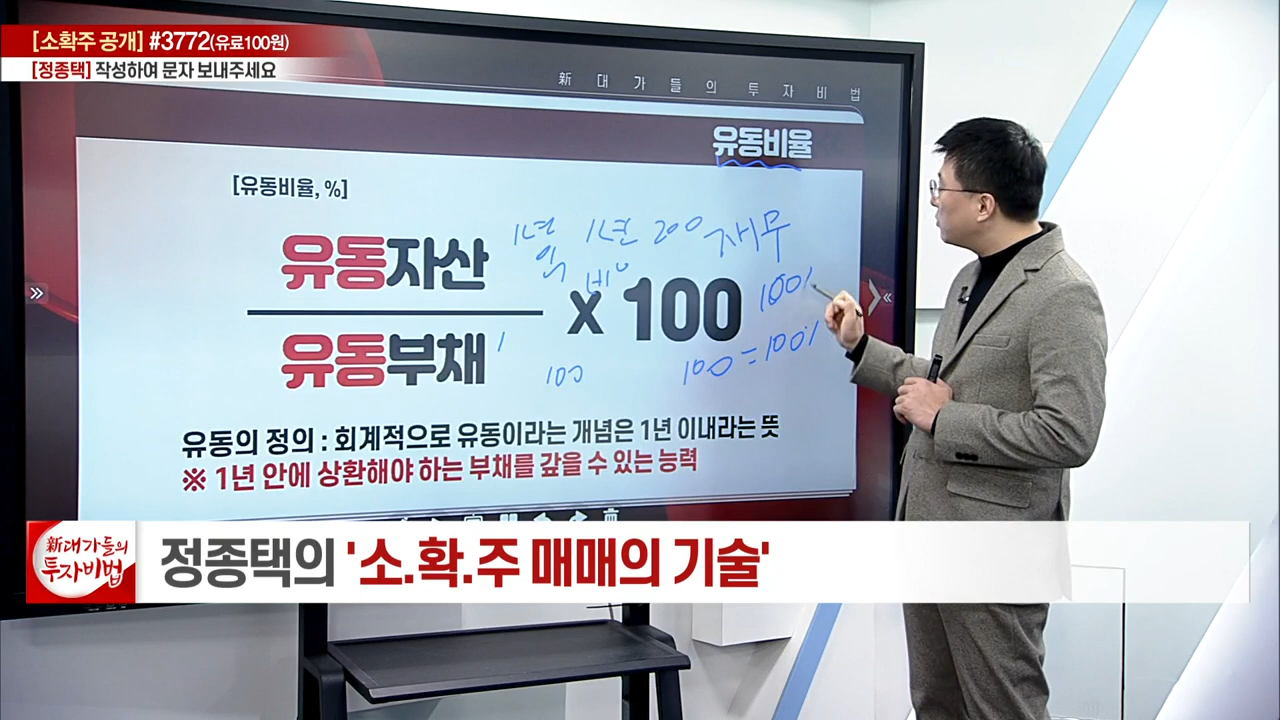 [소확주 공개] #3772(유료100원)
[정종택] 작성하여 문자 보내주세요
新 대 가 들 의 투 자 비 법
유동비율
[유동비율, %]
1년 1년 200 재무
유동자산
x 100
100%
유동부채
100 100 = 100%
유동의 정의 : 회계적으로 유동이라는 개념은 1년 이내라는 뜻
※ 1년 안에 상환해야 하는 부채를 갚을 수 있는 능력
新대가들의
투자비법
정종택의 '소.확.주 매매의 기술'